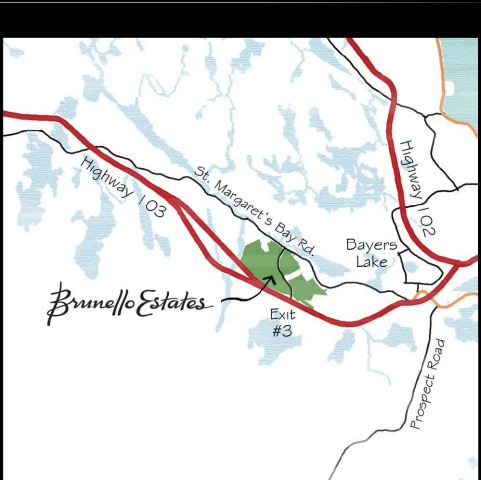 Highway 103
St. Margaret's Bay Rd.
Highway 102
Bayers
Lake
Brunello Estates
Exit
#3
Prospect Road